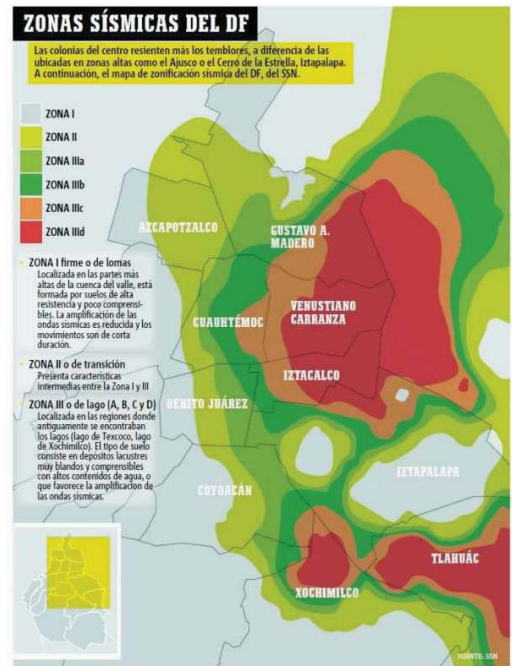 ZONAS SÍSMICAS DEL DF
Las colonias del centro resienten más los temblores, a diferencia de las
ubicadas en zonas altas como el Ajusco o el Cerro de la Estrella, Iztapalapa.
A continuación, el mapa de zonificación sísmica del DF, del SSN.
ZONA I
ZONA II
ZONA IIIa
ZONA IIIb
ZONA IIIc
ZONA IIId
ZONA I firme o de lomas
Localizada en las partes más
altas de la cuenca del valle, está
formada por suelos de alta
resistencia y poco comprensi-
bles. La amplificación de las
ondas sísmicas es reducida y los
movimientos son de corta
duración.
ZONA II o de transición
Presenta características
intermedias entre la Zona I y III
ZONA III o de lago (A, B, C y D)
Localizada en las regiones donde
antiguamente se encontraban
los lagos (lago de Texcoco, lago
de Xochimilco). El tipo de suelo
consiste en depósitos lacustres
muy blandos y comprensibles
con altos contenidos de agua, o
que favorece la amplificación de
las ondas sísmicas.
AZCAPOTZALCO
GUSTAVO A.
MADERO
CUAUHTÉMOC
VENUSTIANO
CARRANZA
IZTACALCO
BENITO JUÁREZ
COYOACÁN
IZTAPALAPA
TLAHUÁC
XOCHIMILCO
FUENTE: SSN